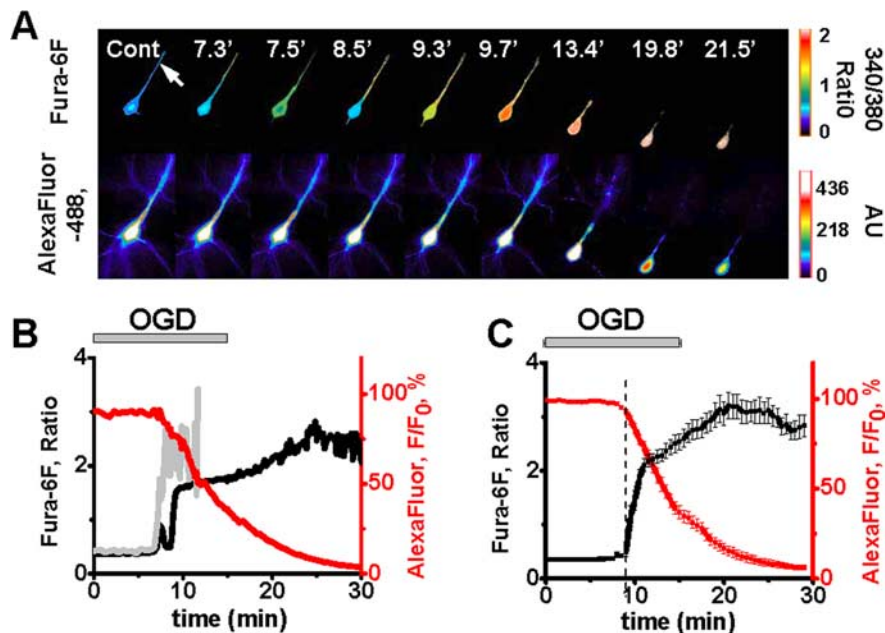 A
Cont 7.3' 7.5' 8.5' 9.3' 9.7' 13.4' 19.8' 21.5'
Fura-6F
2
1
0
340/380
Ratio
AlexaFluor
-488,
436
218
0
AU
B
OGD
4
2
0
Fura-6F, Ratio
100%
50%
0%
AlexaFluor, F/F0, %
0 10 20 30
time (min)
C
OGD
4
2
0
Fura-6F, Ratio
100%
50%
0%
AlexaFluor, F/F0, %
0 10 20 30
time (min)